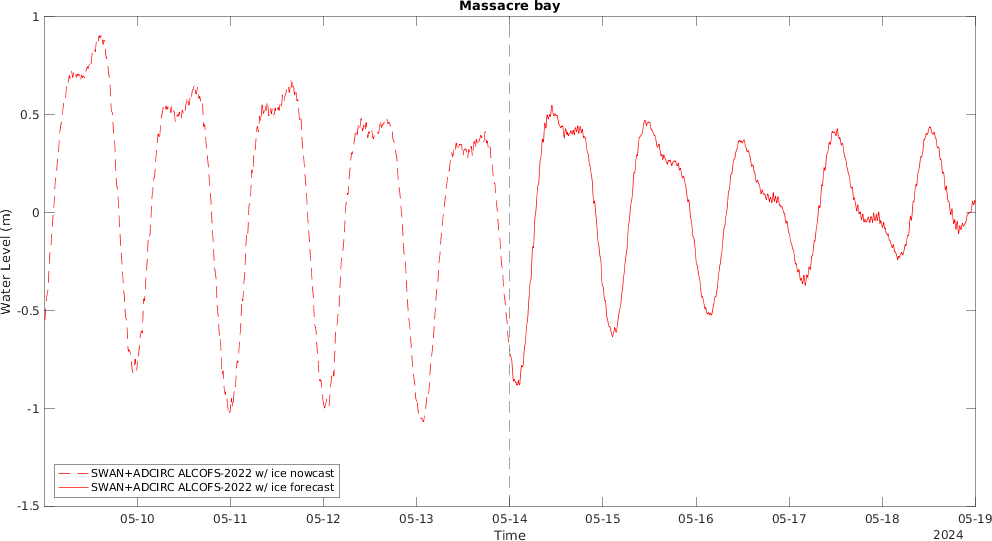 Massacre bay
1
0.5
0
-0.5
-1
-1.5
Water Level (m)
SWAN+ADCIRC ALCOFS-2022 w/ ice nowcast
SWAN+ADCIRC ALCOFS-2022 w/ ice forecast
05-10 05-11 05-12 05-13 05-14 05-15 05-16 05-17 05-18 05-19
Time
2024